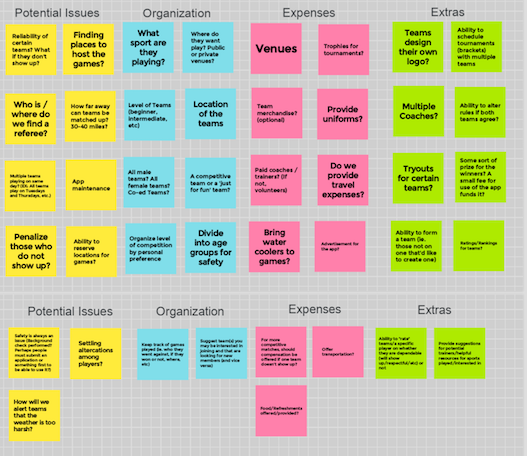 Potential Issues
Organization
Expenses
Extras
Reliability of
certain
teams? What
if they don't
show up?
Finding
places to
host the
games?
What
sport are
they
playing?
Where do
they want
play? Public
or private
venues?
Venues
Trophies for
tournaments?
Teams
design
their own
logo?
Ability to
schedule
tournaments
(brackets)
with multiple
teams
Who is /
where do
we find a
referee?
How far away
can teams be
matched up?
30-40 miles?
Level of Teams
(beginner,
intermediate,
etc)
Location
of the
teams
Team
merchandise?
(optional)
Provide
uniforms?
Multiple
Coaches?
Ability to alter
rules if both
teams agree?
Multiple teams
playing on same
day? (EX: All teams
play on Tuesdays
and Thursdays, etc.)
App
maintenance
All male
teams? All
female teams?
Co-ed Teams?
A competitive
team or a 'just
for fun' team?
Paid coaches /
trainers? (if
not,
volunteers)
Do we
provide
travel
expenses?
Tryouts
for certain
teams?
Some sort of
prize for the
winners? A
small fee for
use of the app
funds it?
Penalize
those who
do not
show up?
Ability to
reserve
locations for
games?
Organize level
of competition
by personal
preference
Divide
into age
groups for
safety
Bring
water
coolers to
games?
Advertisement for
the app?
Ability to form
a team (ie.
those not on
one that'd like
to create one)
Ratings/Rankings
for teams?
Potential Issues
Organization
Expenses
Extras
Safety is always an
issue (Background
check performed?
Perhaps people
must submit an
application or
something first to
be able to use it?)
Settling
altercations
among
players?
Keep track of games
played (ie. who they
went against, if they
won or not, where,
etc)
Suggest team(s) you
may be interested in
joining and that are
looking for new
members (and vice
versa)
For more
competitive
matches, should
compensation be
offered if one team
doesn't show up?
Offer
transportation?
Ability to "rate"
teams/a specific
player on whether
they are dependable
(will show
up/respectful/etc) or
not
Provide suggestions
for potential
trainers/helpful
resources for sports
played/interested in
How will we
alert teams
that the
weather is too
harsh?
Food/Refreshments
offered/provided?